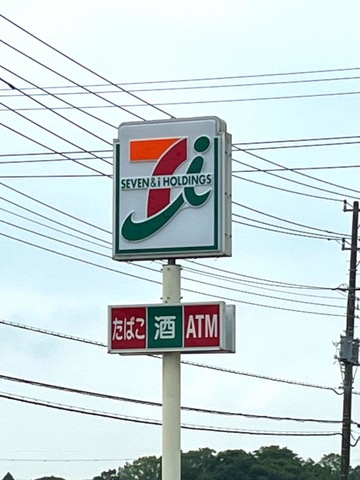 SEVEN & i HOLDINGS
たばこ 酒 ATM